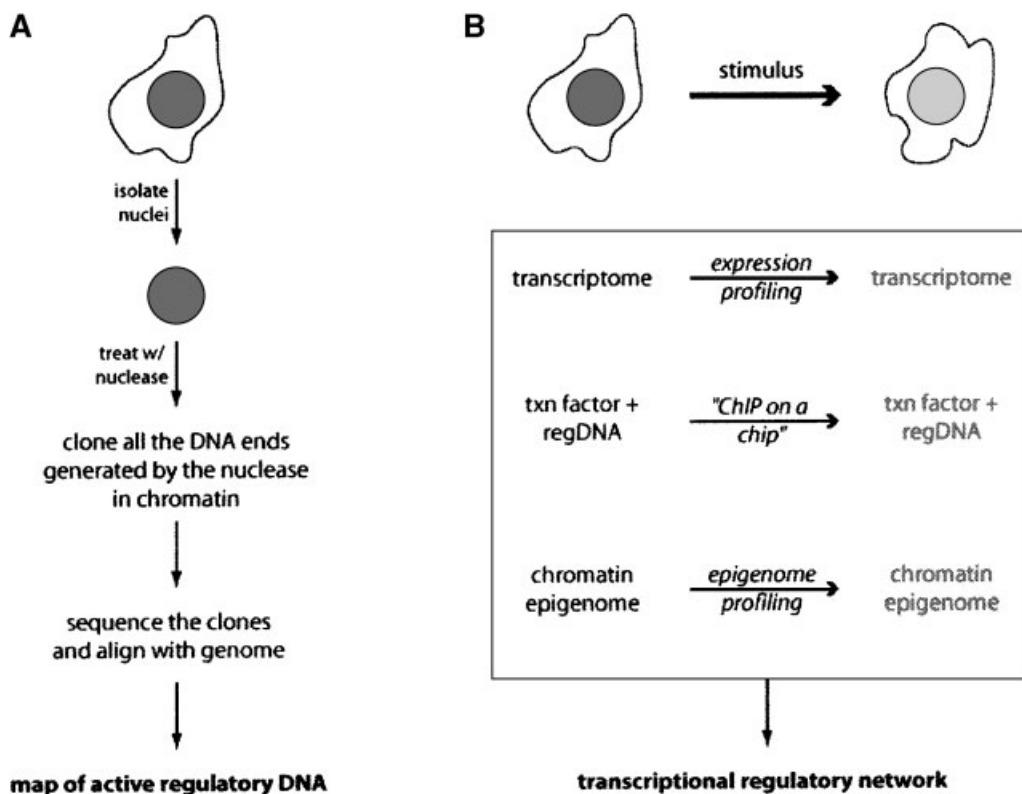 A
isolate
nuclei
treat w/
nuclease
clone all the DNA ends
generated by the nuclease
in chromatin
sequence the clones
and align with genome
map of active regulatory DNA
B
stimulus
transcriptome
expression
profiling
transcriptome
txn factor +
regDNA
"ChIP on a
chip"
txn factor +
regDNA
chromatin
epigenome
epigenome
profiling
chromatin
epigenome
transcriptional regulatory network